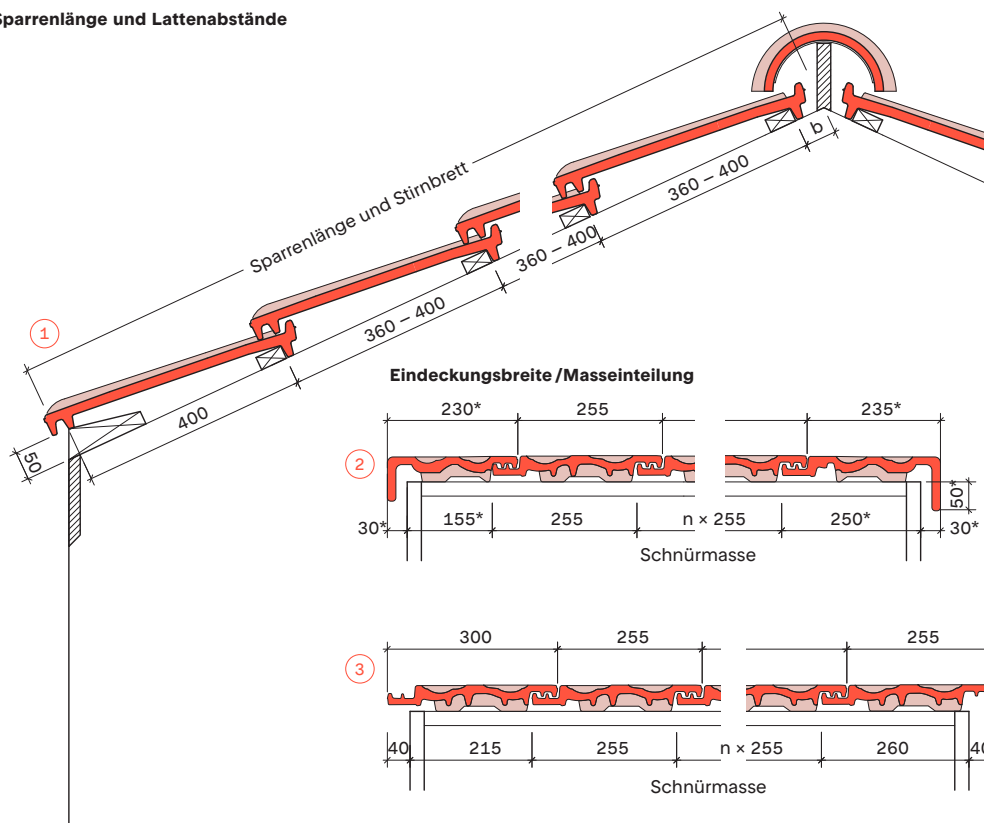 Sparrenlänge und Lattenabstände
Sparrenlänge und Stirnbrett
b
360 – 400
360 – 400
360 – 400
400
50
1
Eindeckungsbreite/Masseinteilung
230* 255 235*
2
50*
30* 155* 255 n × 255 250* 30*
Schnürmasse
300 255 255
3
40 215 255 n × 255 260
Schnürmasse